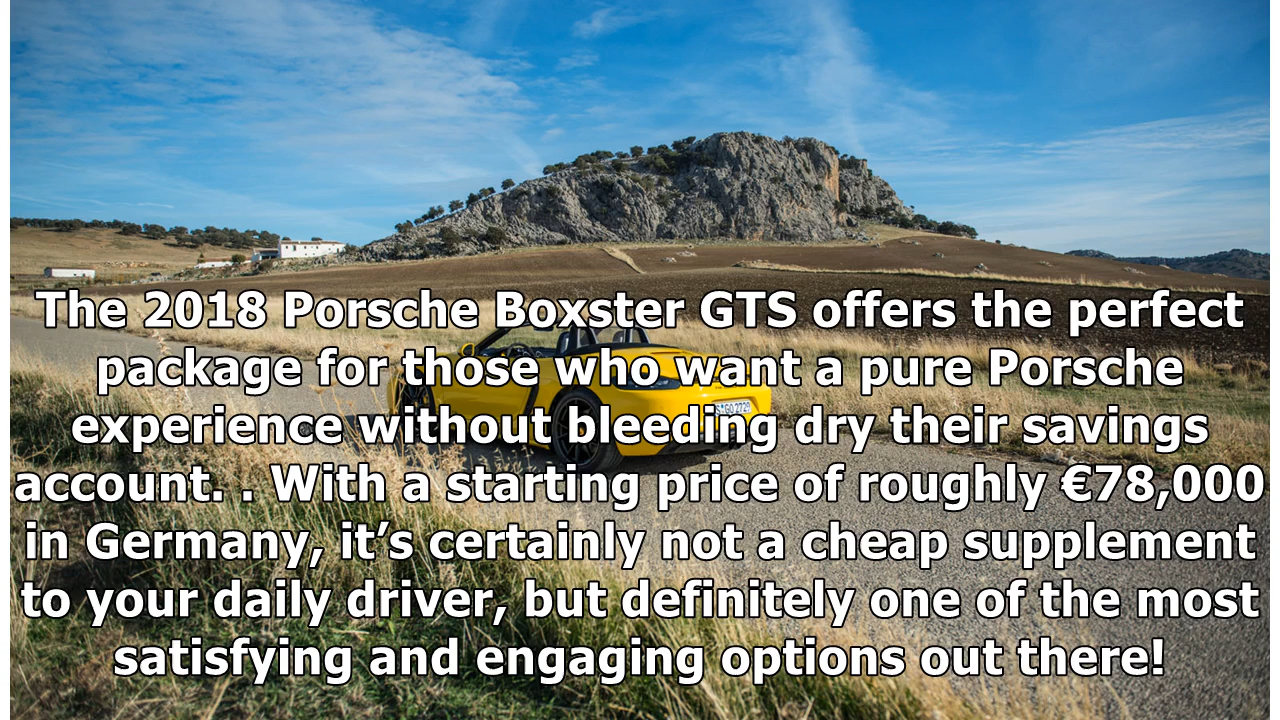 The 2018 Porsche Boxster GTS offers the perfect
package for those who want a pure Porsche
experience without bleeding dry their savings
account. . With a starting price of roughly €78,000
in Germany, it’s certainly not a cheap supplement
to your daily driver, but definitely one of the most
satisfying and engaging options out there!